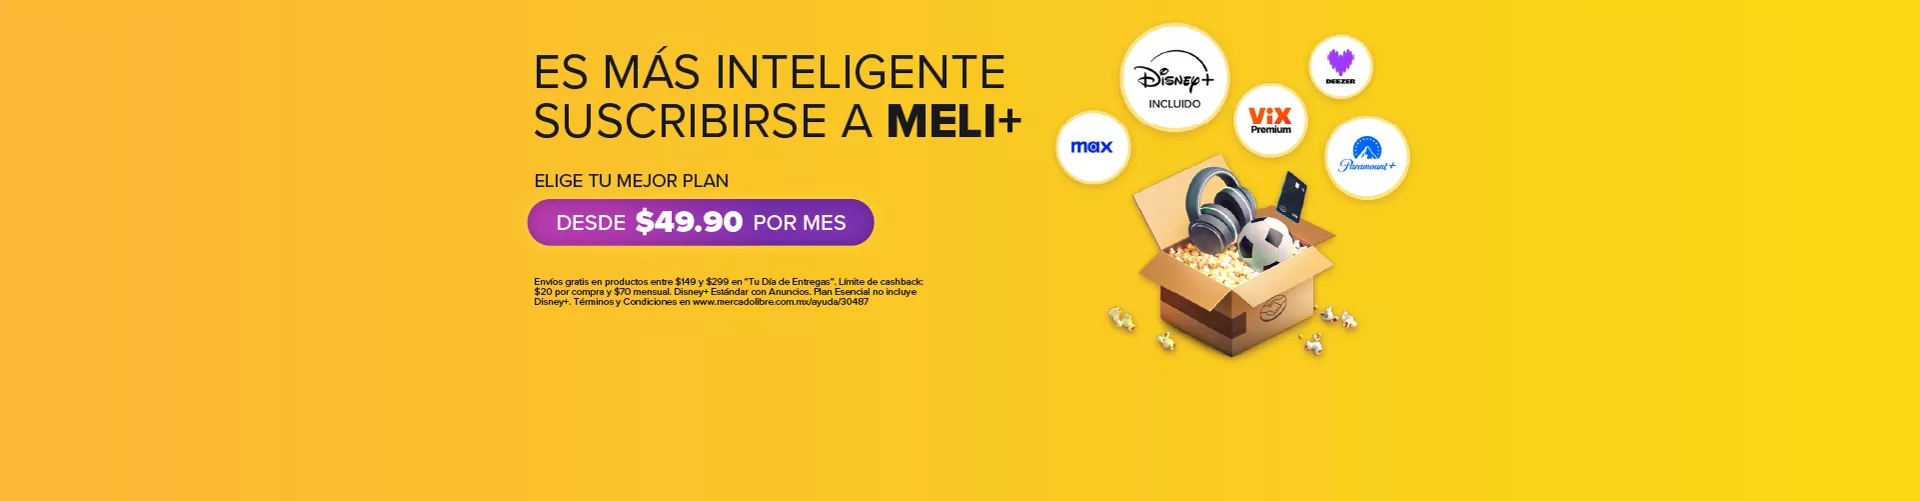 ES MÁS INTELIGENTE
SUSCRIBIRSE A MELI+
ELIGE TU MEJOR PLAN
DESDE $49.90 POR MES
Envíos gratis en productos entre $149 y $299 en "Tu Día de Entregas". Límite de cashback:
$20 por compra y $70 mensual. Disney+ Estándar con Anuncios. Plan Esencial no incluye
Disney+. Términos y Condiciones en www.mercadolibre.com.mx/ayuda/30487
Disney+
INCLUIDO
DEEZER
ViX
Premium
max
Paramount+